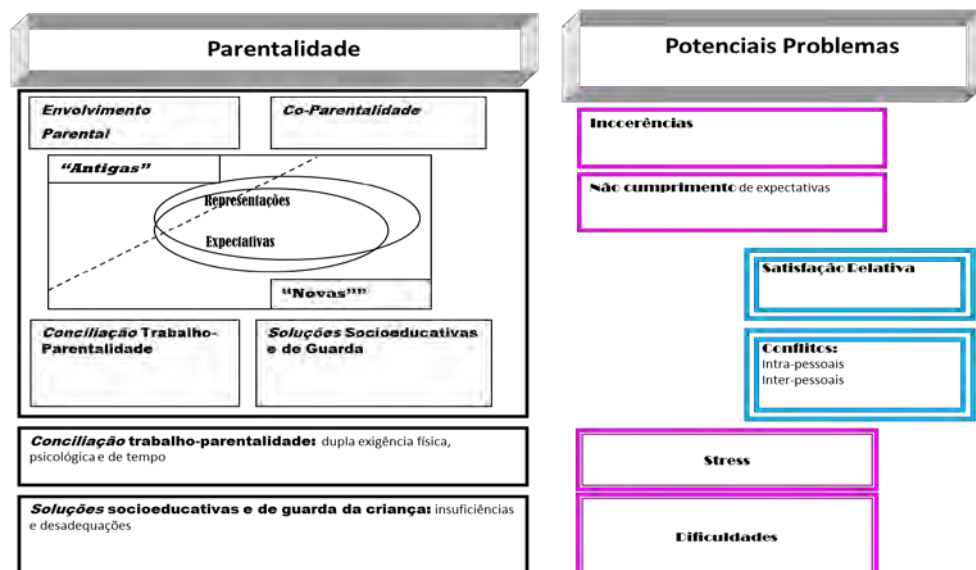 Parentalidade
Envolvimento
Parental
Co-Parentalidade
“Antigas”
Representações
Expectativas
“Novas””
Conciliação Trabalho-
Parentalidade
Soluções Socioeducativas
e de Guarda
Conciliação trabalho-parentalidade: dupla exigência física,
psicológica e de tempo
Soluções socioeducativas e de guarda da criança: insuficiências
e desadequações
Potenciais Problemas
Incoerências
Não cumprimento de expectativas
Satisfação Relativa
Conflitos:
Intra-pessoais
Inter-pessoais
Stress
Dificuldades